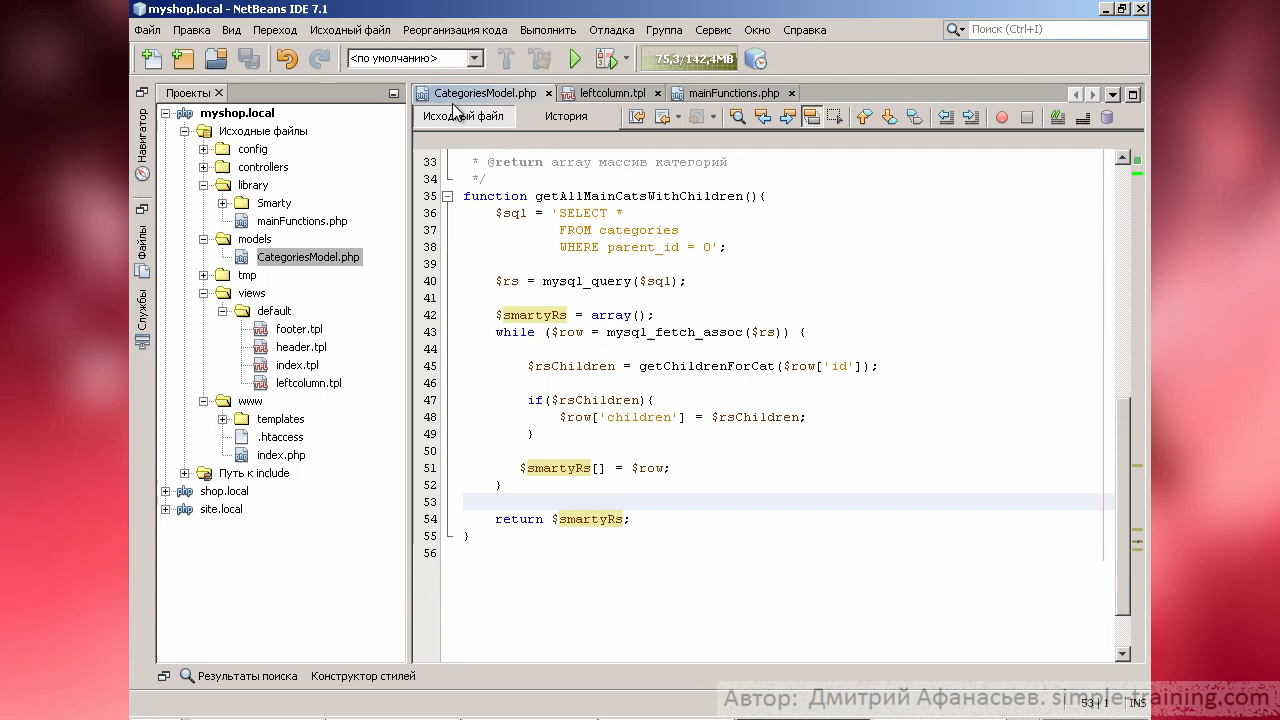 myshop.local - NetBeans IDE 7.1
Файл Правка Вид Переход Исходный файл Реорганизация кода Выполнить Отладка Группа Сервис Окно Справка
Поиск (Ctrl+I)
<по умолчанию>
75,3/142,4MB
Проекты
CategoriesModel.php leftcolumn.tpl mainFunctions.php
Навигатор
Файлы
Службы
Исходный файл История
myshop.local
Исходные файлы
config
controllers
library
Smarty
mainFunctions.php
models
CategoriesModel.php
tmp
views
default
footer.tpl
header.tpl
index.tpl
leftcolumn.tpl
www
templates
.htaccess
index.php
Путь к include
shop.local
site.local
33 * @return array массив категорий
34 */
35 function getAllMainCatsWithChildren(){
36 $sql = 'SELECT *
37 FROM categories
38 WHERE parent_id = 0';
39
40 $rs = mysql_query($sql);
41
42 $smartyRs = array();
43 while ($row = mysql_fetch_assoc($rs)) {
44
45 $rsChildren = getChildrenForCat($row['id']);
46
47 if($rsChildren){
48 $row['children'] = $rsChildren;
49 }
50
51 $smartyRs[] = $row;
52 }
53
54 return $smartyRs;
55 }
56
Результаты поиска Конструктор стилей
53 | 1 INS
Автор: Дмитрий Афанасьев. simple-training.com